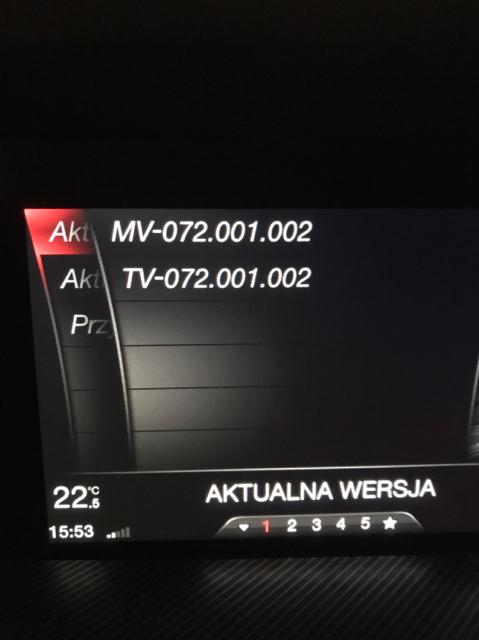 Akt MV-072.001.002
Akt TV-072.001.002
Prz
22.5 °C
AKTUALNA WERSJA
15:53
1 2 3 4 5